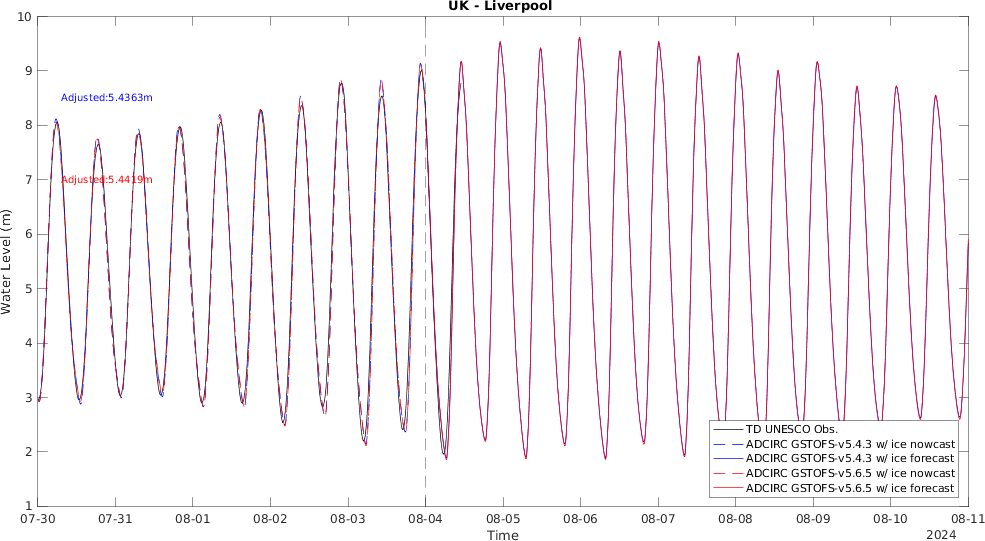 UK - Liverpool
10
9
8
7
6
5
4
3
2
1
Water Level (m)
Adjusted:5.4363m
Adjusted:5.4419m
TD UNESCO Obs.
ADCIRC GSTOFS-v5.4.3 w/ ice nowcast
ADCIRC GSTOFS-v5.4.3 w/ ice forecast
ADCIRC GSTOFS-v5.6.5 w/ ice nowcast
ADCIRC GSTOFS-v5.6.5 w/ ice forecast
07-30 07-31 08-01 08-02 08-03 08-04 08-05 08-06 08-07 08-08 08-09 08-10 08-11
Time
2024